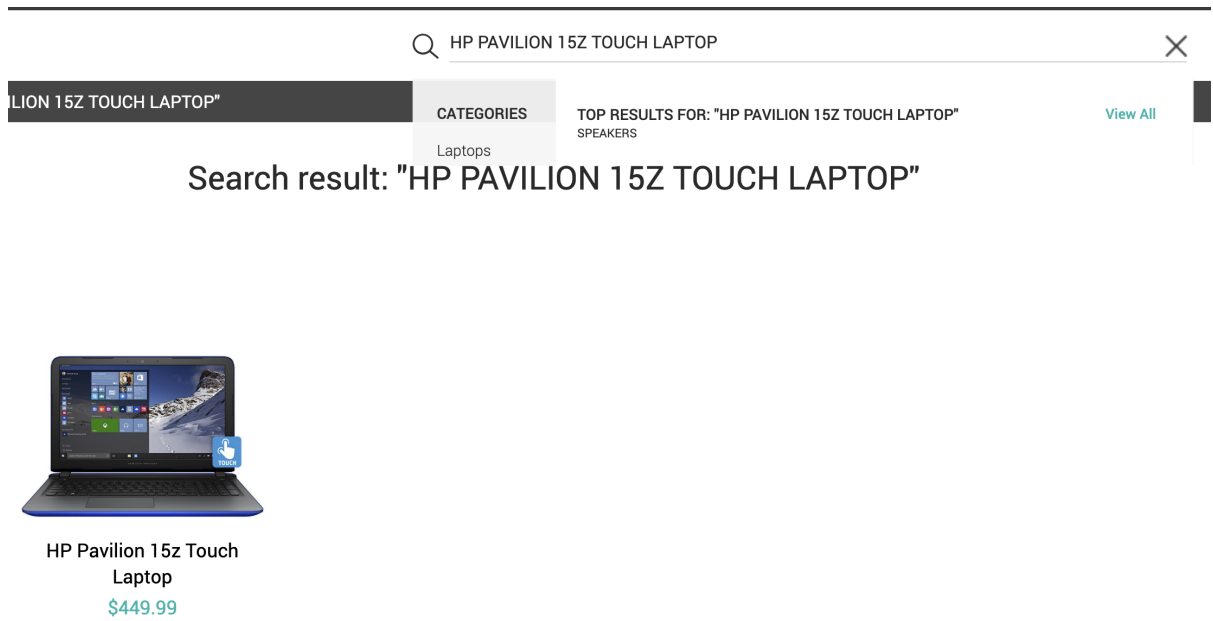 HP PAVILION 15Z TOUCH LAPTOP
ILION 15Z TOUCH LAPTOP"
CATEGORIES
Laptops
TOP RESULTS FOR: "HP PAVILION 15Z TOUCH LAPTOP"
View All
SPEAKERS
Search result: "HP PAVILION 15Z TOUCH LAPTOP"
TOUCH
HP Pavilion 15z Touch
Laptop
$449.99